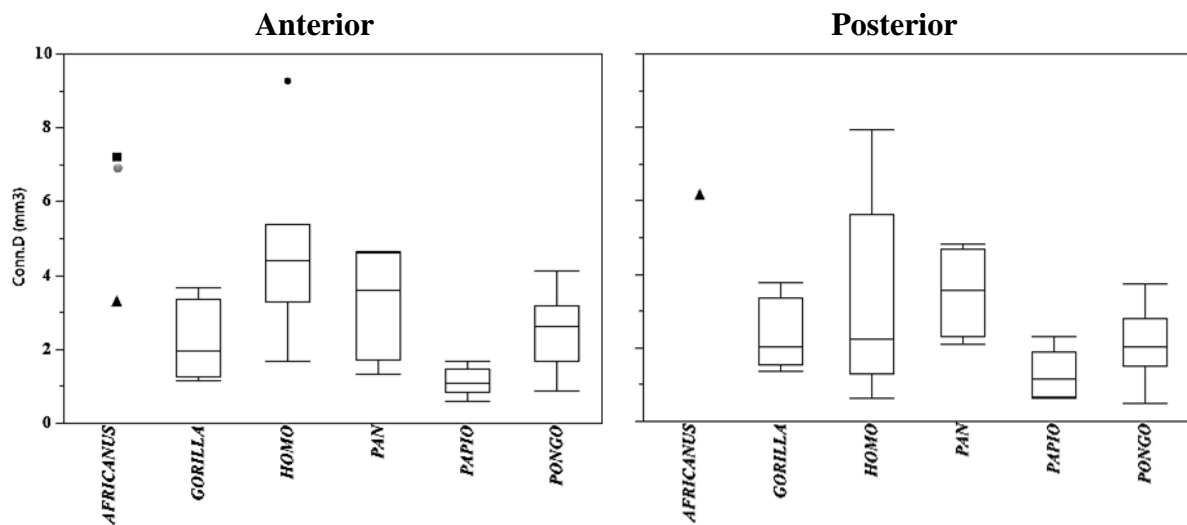 Anterior
Posterior
Conn.D (mm3)
10
8
6
4
2
0
AFRICANUS
GORILLA
HOMO
PAN
PAPIO
PONGO
AFRICANUS
GORILLA
HOMO
PAN
PAPIO
PONGO